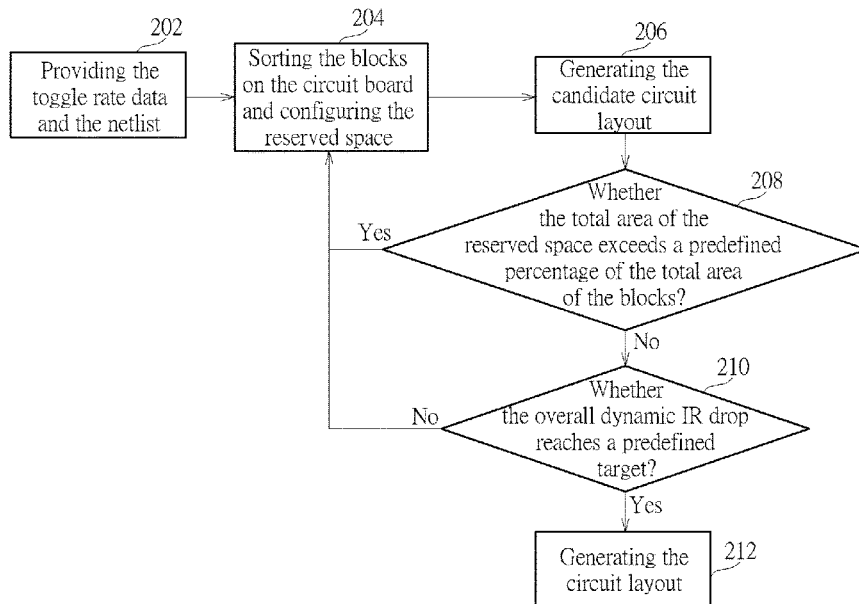 202
Providing the
toggle rate data
and the netlist
204
Sorting the blocks
on the circuit board
and configuring the
reserved space
206
Generating the
candidate circuit
layout
208
Whether
the total area of the
reserved space exceeds a predefined
percentage of the total area
of the blocks?
Yes
No
210
Whether
the overall dynamic IR drop
reaches a predefined
target?
No
Yes
Generating the
circuit layout
212